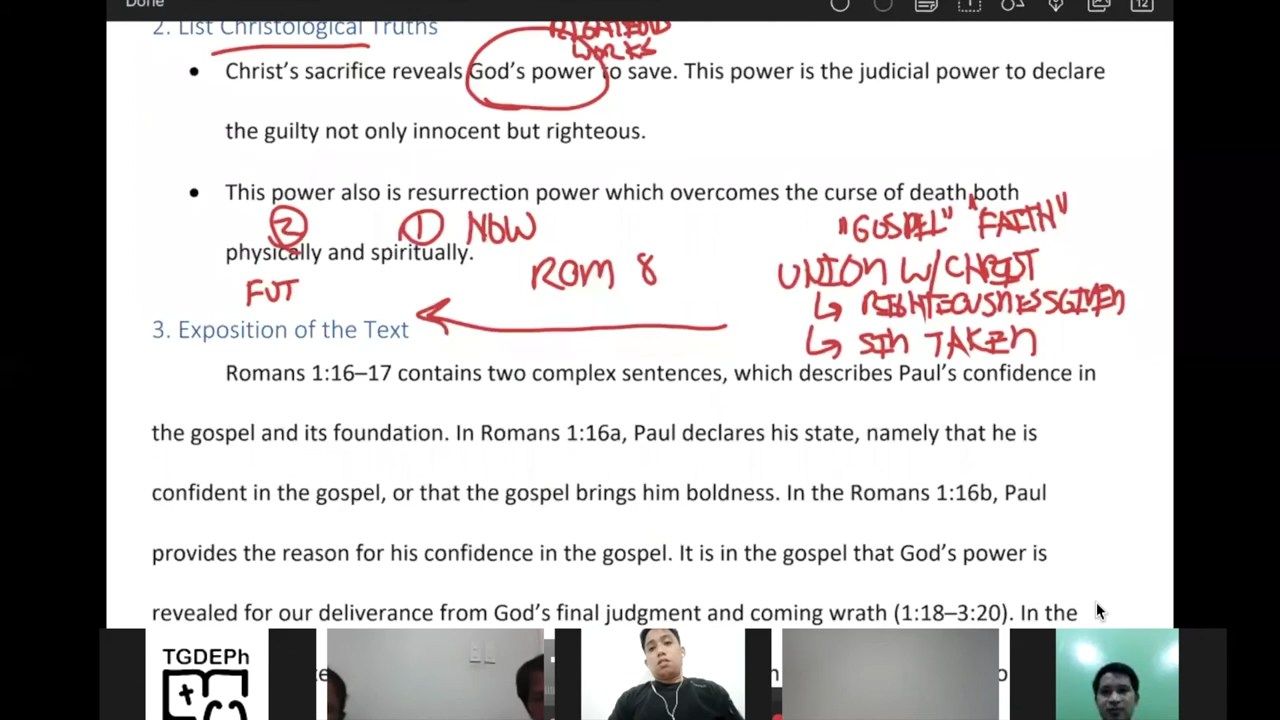 Done
12
2. List Christological Truths
WORKS
Christ's sacrifice reveals God's power to save. This power is the judicial power to declare
the guilty not only innocent but righteous.
This power also is resurrection power which overcomes the curse of death both
② ① NOW "GOSPEL" "FAITH"
physically and spiritually.
FUT ROM 8 UNION W/CHRIST
↳ RIGHTEOUSNESS GIVEN
3. Exposition of the Text
↳ SIN TAKEN
Romans 1:16–17 contains two complex sentences, which describes Paul's confidence in
the gospel and its foundation. In Romans 1:16a, Paul declares his state, namely that he is
confident in the gospel, or that the gospel brings him boldness. In the Romans 1:16b, Paul
provides the reason for his confidence in the gospel. It is in the gospel that God's power is
revealed for our deliverance from God's final judgment and coming wrath (1:18–3:20). In the
TGDEPh